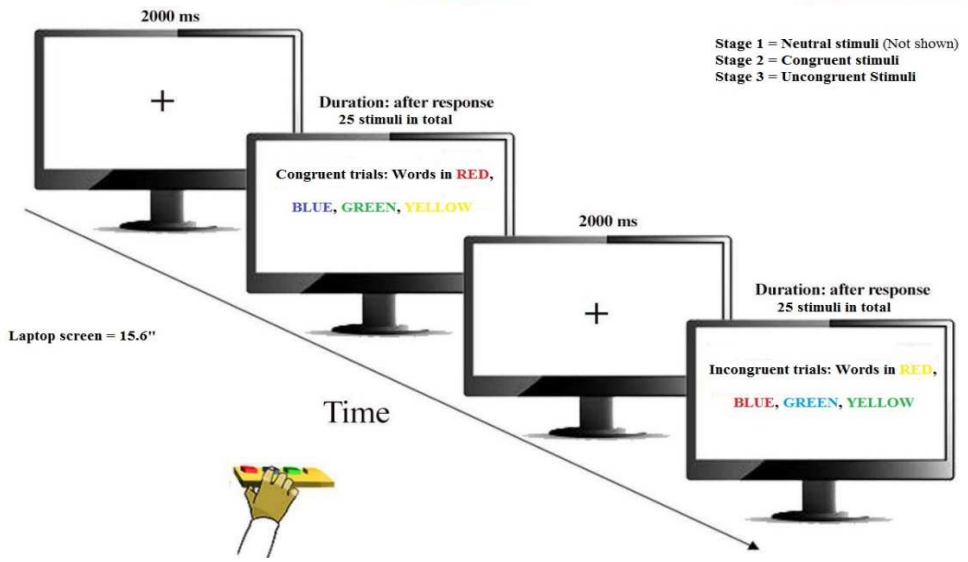 2000 ms
Stage 1 = Neutral stimuli (Not shown)
Stage 2 = Congruent stimuli
Stage 3 = Uncongruent Stimuli
+
Duration: after response
25 stimuli in total
Congruent trials: Words in RED,
BLUE, GREEN, YELLOW
2000 ms
+
Duration: after response
25 stimuli in total
Laptop screen = 15.6"
Incongruent trials: Words in RED,
BLUE, GREEN, YELLOW
Time